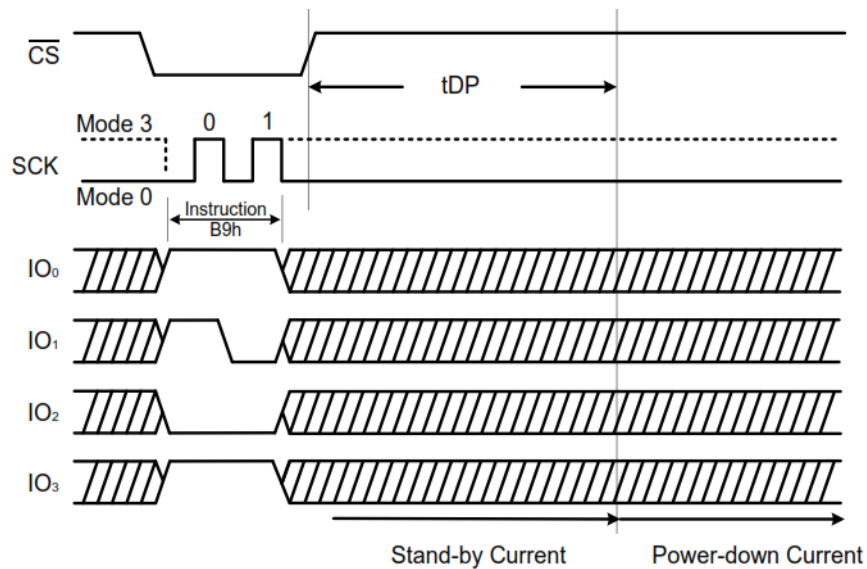 CS
tDP
Mode 3 0 1
SCK
Mode 0
Instruction
B9h
IO₀
IO₁
IO₂
IO₃
Stand-by Current Power-down Current